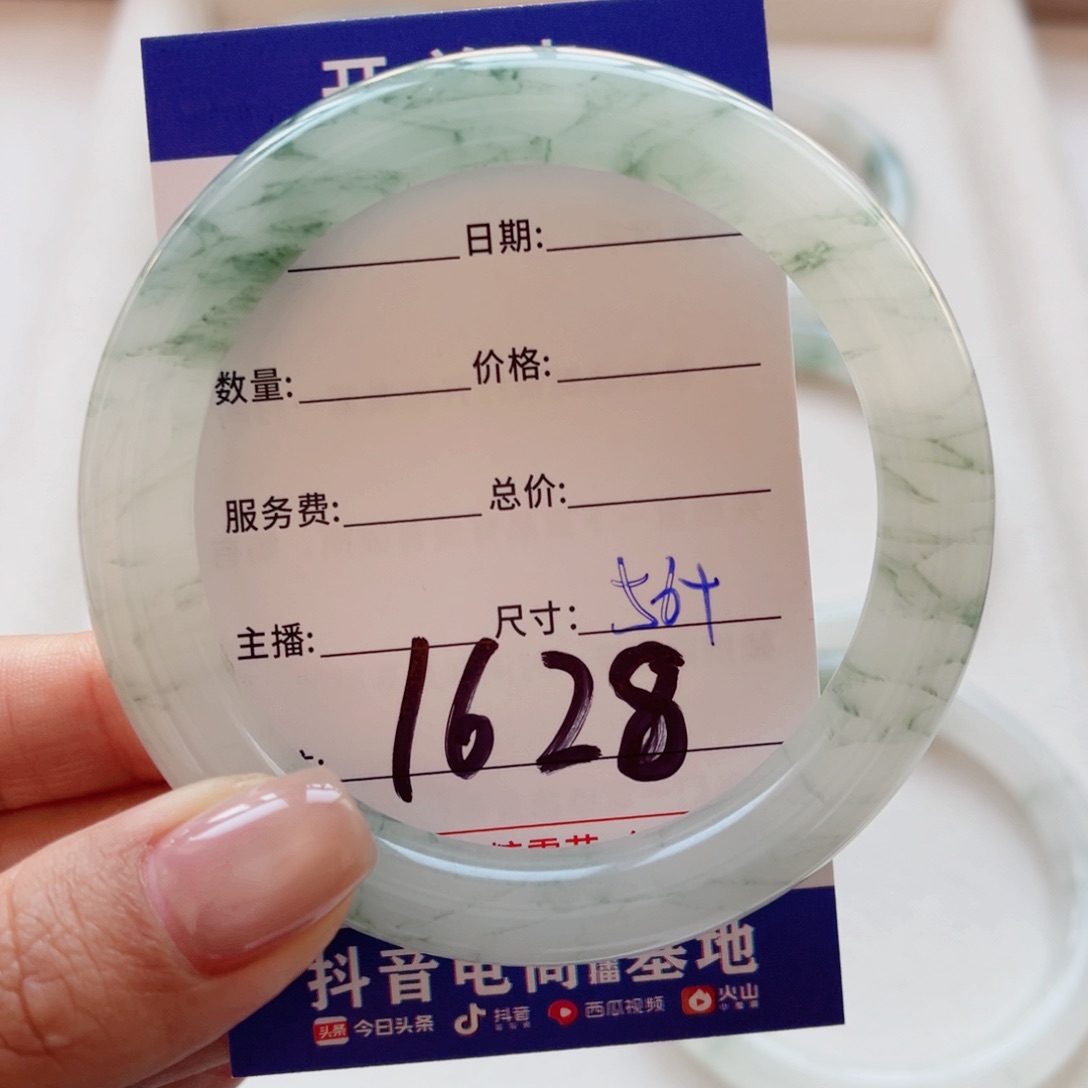 日期:
数量: 价格:
服务费: 总价:
主播: 尺寸: 56+
1628
抖音电商直播基地
头条 今日头条 抖音 西瓜视频 火山